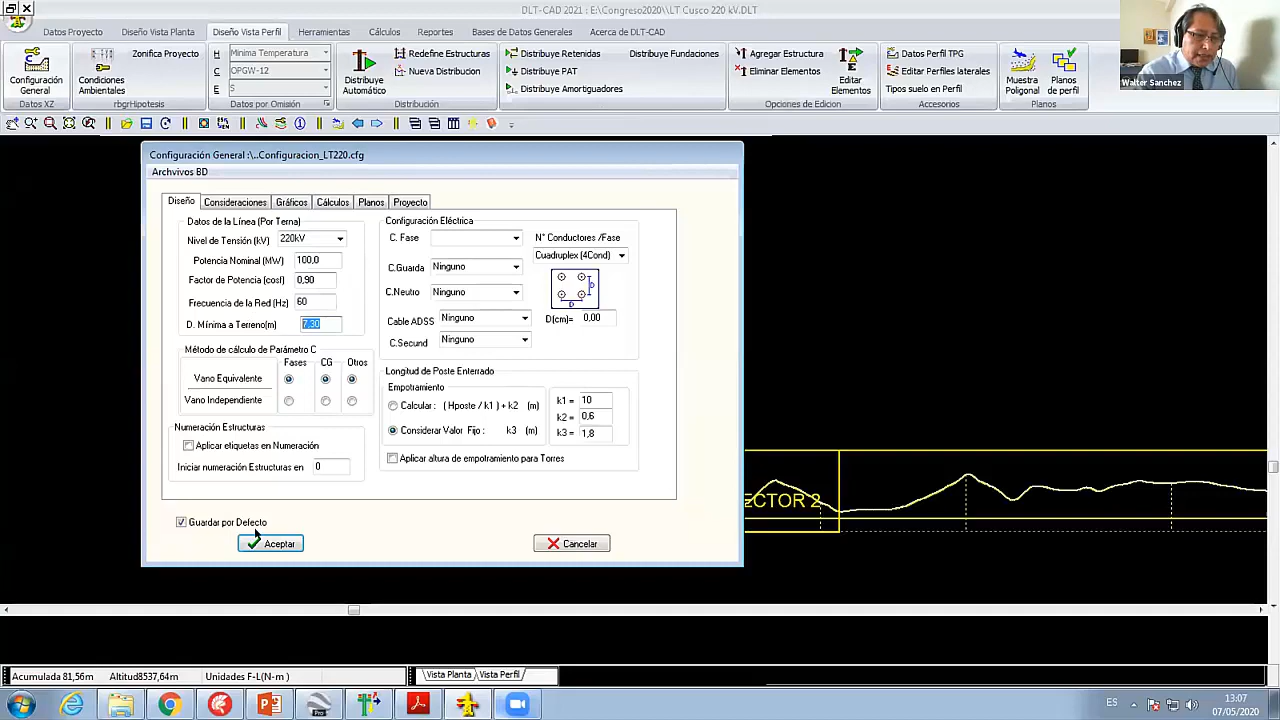 DLT-CAD 2021 : E:\Congreso2020\\LT Cusco 220 kV.DLT
Datos Proyecto
Diseño Vista Planta
Diseño Vista Perfil
Herramientas
Cálculos
Reportes
Bases de Datos Generales
Acerca de DLT-CAD
Configuración General
Datos XZ
Condiciones Ambientales
Zonifica Proyecto
rbgrHipotesis
H Minima Temperatura
C OPGW-12
E S
Datos por Omisión
Distribuye Automático
Redefine Estructuras
Nueva Distribucion
Distribución
Distribuye Retenidas
Distribuye PAT
Distribuye Amortiguadores
Distribuye Fundaciones
Agregar Estructura
Eliminar Elementos
Editar Elementos
Opciones de Edicion
Datos Perfil TPG
Editar Perfiles laterales
Tipos suelo en Perfil
Accesorios
Muestra Poligonal
Planos de perfil
Planos
Walter Sanchez
Configuración General :\..Configuracion_LT220.cfg
Archvivos BD
Diseño
Consideraciones
Gráficos
Cálculos
Planos
Proyecto
Datos de la Línea (Por Terna)
Nivel de Tensión (kV) 220kV
Potencia Nominal (MW) 100,0
Factor de Potencia (cosf) 0,90
Frecuencia de la Red (Hz) 60
D. Mínima a Terreno(m) 7,30
Método de cálculo de Parámetro C
Fases CG Otros
Vano Equivalente
Vano Independiente
Numeración Estructuras
Aplicar etiquetas en Numeración
Iniciar numeración Estructuras en 0
Configuración Eléctrica
C. Fase
N° Conductores /Fase
Cuadruplex (4Cond)
C.Guarda Ninguno
C.Neutro Ninguno
D
D
Cable ADSS Ninguno
D(cm)= 0,00
C.Secund Ninguno
Longitud de Poste Enterrado
Empotramiento
Calcular : ( Hposte / k1 ) + k2 (m)
Considerar Valor Fijo : k3 (m)
k1 = 10
k2 = 0,6
k3 = 1,8
Aplicar altura de empotramiento para Torres
Guardar por Defecto
Aceptar
Cancelar
ECTOR 2
Acumulada 81,56m
Altitud8537,64m
Unidades F-L(N-m )
Vista Planta
Vista Perfil
Pro
ES
13:07
07/05/2020